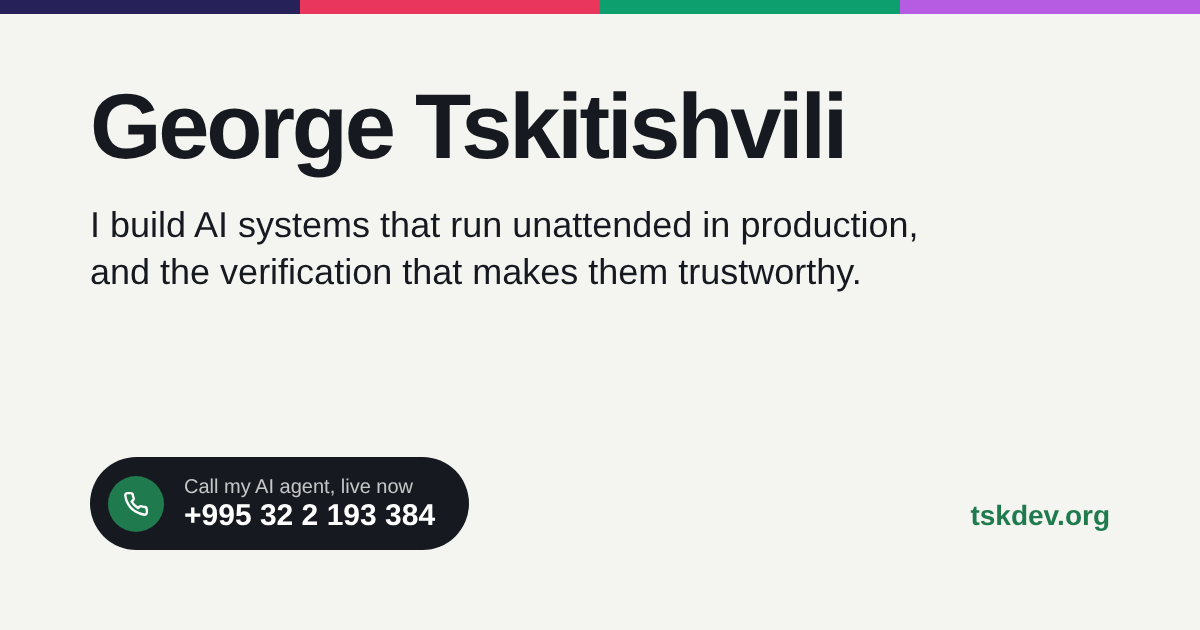 George Tskitishvili
I build AI systems that run unattended in production,
and the verification that makes them trustworthy.
Call my AI agent, live now
+995 32 2 193 384
tskdev.org